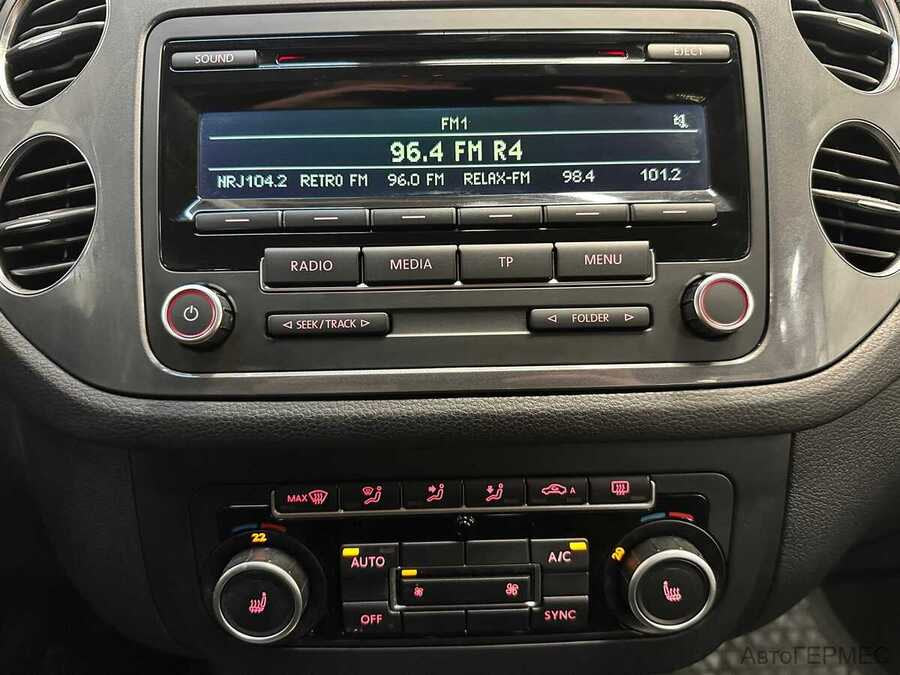 SOUND
EJECT
FM1
96.4 FM R4
NRJ104.2 RETRO FM 96.0 FM RELAX-FM 98.4 101.2
RADIO
MEDIA
TP
MENU
SEEK/TRACK
FOLDER
MAX
A
22
20
AUTO
A/C
OFF
SYNC
АвтоГЕРМЕС